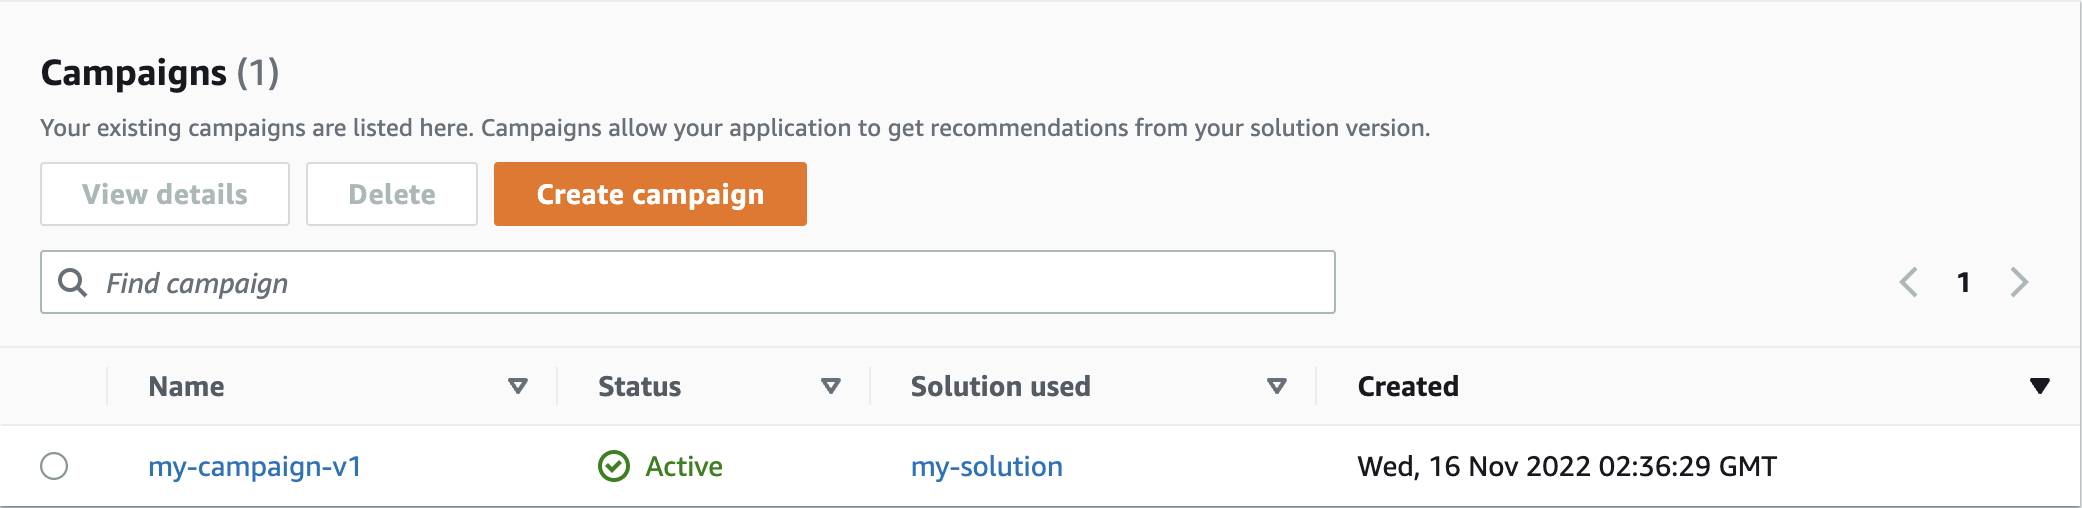 Campaigns (1)
Your existing campaigns are listed here. Campaigns allow your application to get recommendations from your solution version.
View details Delete Create campaign
Find campaign 1
Name Status Solution used Created
my-campaign-v1 Active my-solution Wed, 16 Nov 2022 02:36:29 GMT